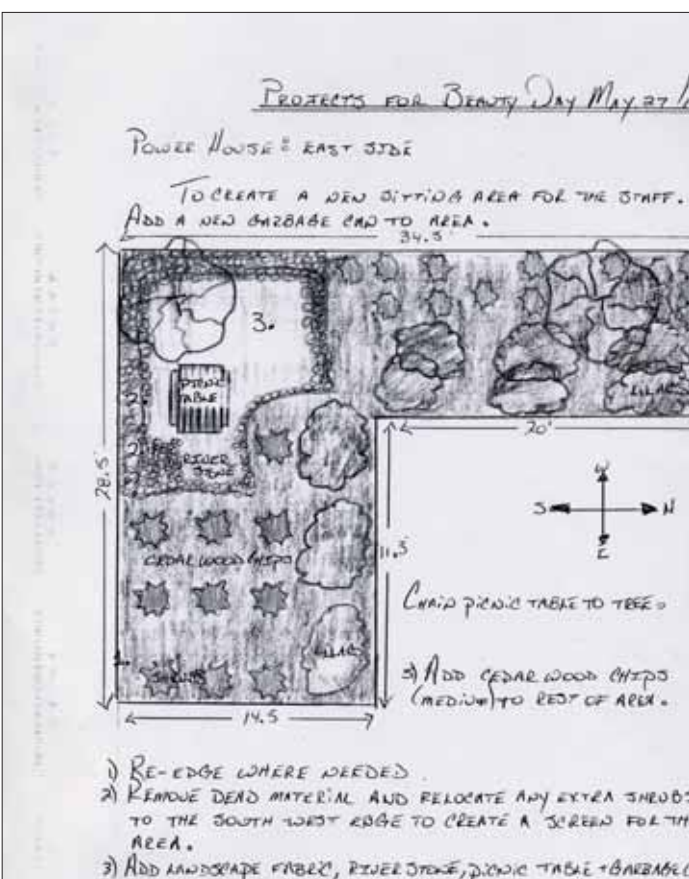 PROJECTS FOR BEAUTY DAY MAY 27
POWER HOUSE: EAST SIDE
TO CREATE A NEW SITTING AREA FOR THE STAFF.
ADD A NEW GARBAGE CAN TO AREA.
34.5'
3.
PICNIC
TABLE
2.
RIVER
STONE
LILACS
20'
28.5'
W
S N
E
11.5
CEDAR WOOD CHIPS
CHAIN PICNIC TABLE TO TREE.
1.
SHRUBS
LILAC
3) ADD CEDAR WOOD CHIPS
(MEDIUM) TO REST OF AREA.
14.5
1) RE-EDGE WHERE NEEDED.
2) REMOVE DEAD MATERIAL AND RELOCATE ANY EXTRA SHRUBS
TO THE SOUTH WEST EDGE TO CREATE A SCREEN FOR TH
AREA.
3) ADD LANDSCAPE FABRIC, RIVER STONE, PICNIC TABLE + GARBAGE C